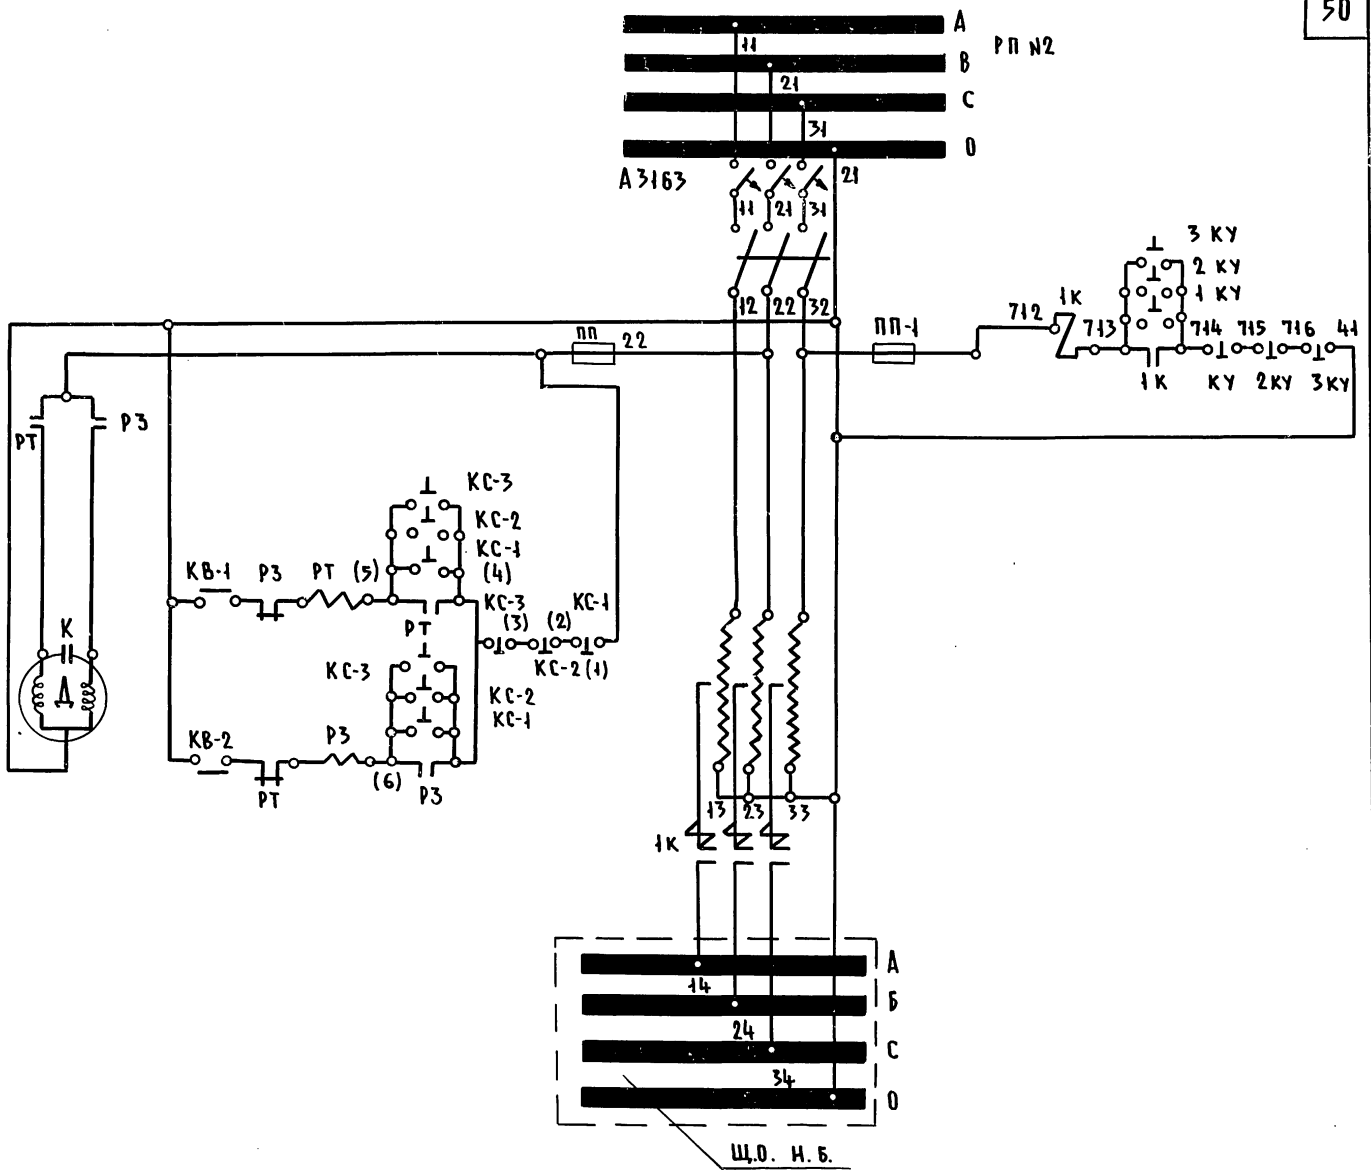 50
А
11
РП N2
В
21
С
31
О
А3163
21
11 21 31
3 КУ
2 КУ
1 КУ
12 22 32
1К
712
713
714 715 716 41
ПП 22
ПП-1
1К КУ 2КУ 3КУ
РТ
РЗ
КС-3
КС-2
КС-1
КВ-1 РЗ РТ (5) (4)
КС-3 КС-1
(3) (2)
РТ
КС-2 (1)
К
Д
КС-3
КС-2
КС-1
КВ-2 РЗ
РТ (6) РЗ
13 23 33
1К
А
14
Б
24
С
34
О
Щ.О. Н.Б.